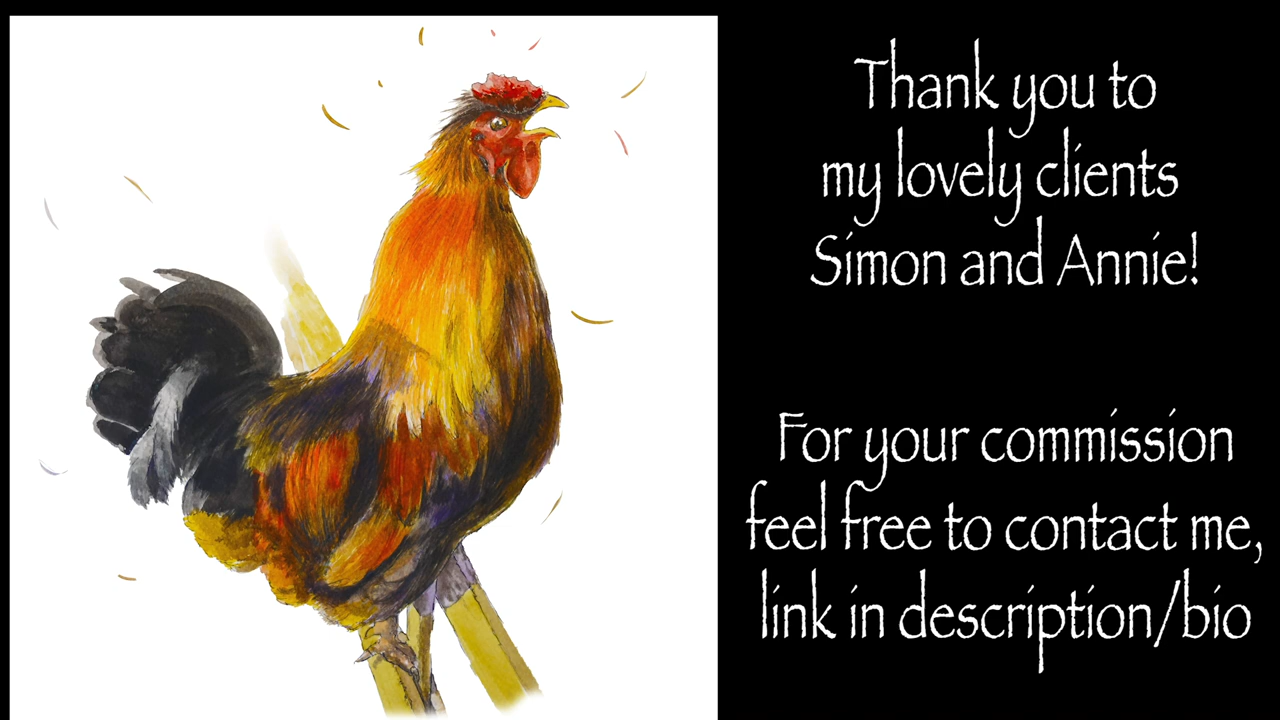 Thank you to
my lovely clients
Simon and Annie!
For your commission
feel free to contact me,
link in description/bio